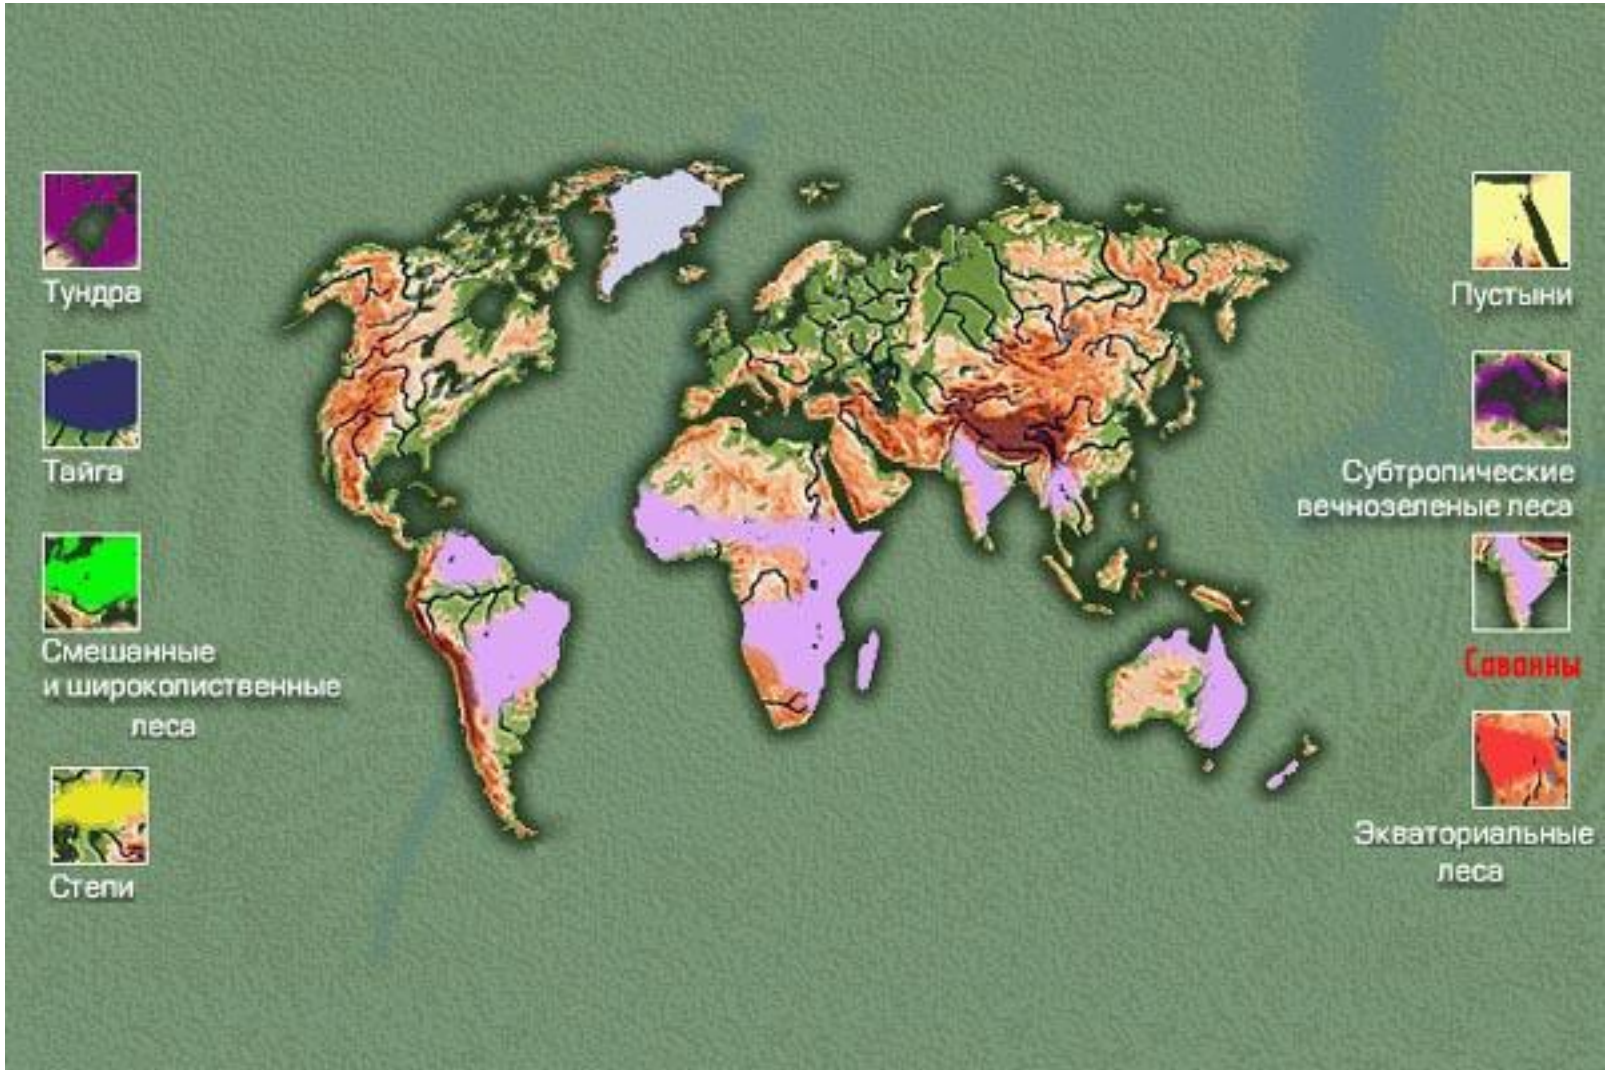 Тундра
Тайга
Смешанные
и широколиственные
леса
Степи
Пустыни
Субтропические
вечнозеленые леса
Саванны
Экваториальные
леса